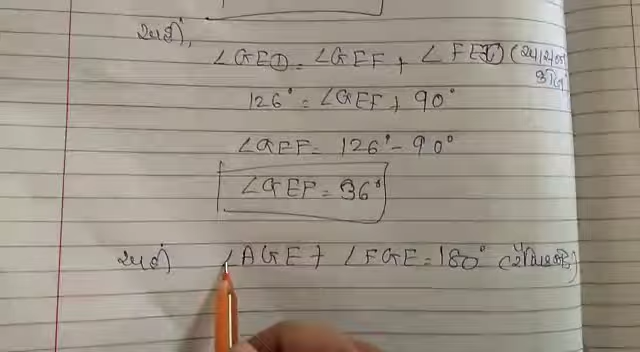 અહીં,
∠GED = ∠GEF + ∠FED (આસન્ન કોણ)
126° = ∠GEF + 90°
∠GEF = 126° - 90°
∠GEF = 36°
અહીં ∠AGE + ∠FGE = 180°